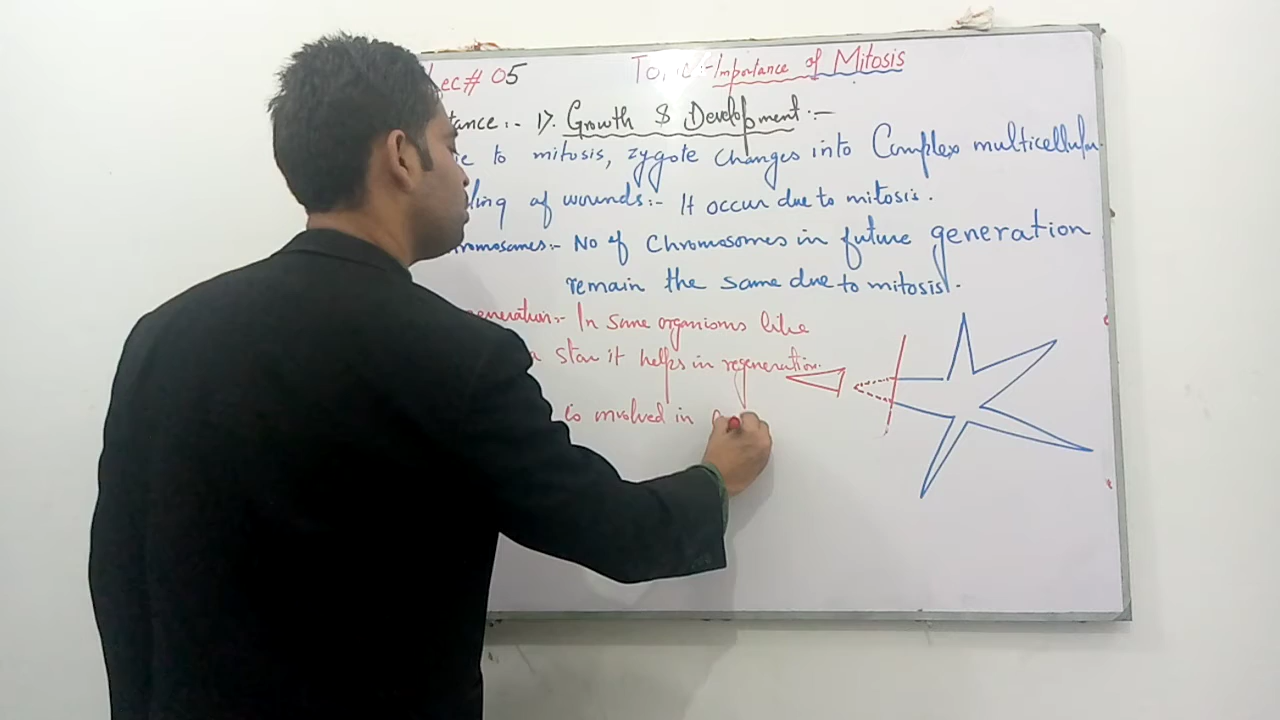 Lec# 05 Topic:- Importance of Mitosis
tance:- 1). Growth & Development:-
to mitosis, zygote changes into Complex multicellular
ling of wounds:- It occur due to mitosis.
hromosomes:- No of Chromosomes in future generation
remain the same due to mitosis.
generation:- In some organisms like
star it helps in regeneration.
is involved in